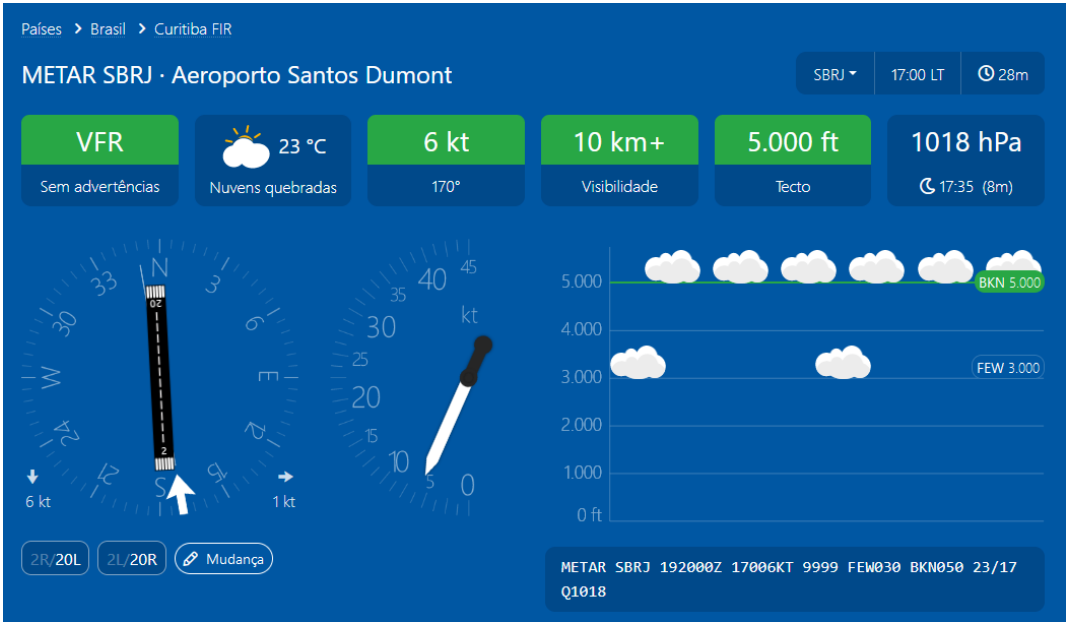 Países > Brasil > Curitiba FIR
METAR SBRJ · Aeroporto Santos Dumont
SBRJ 17:00 LT 28m
VFR
Sem advertências
23 °C
Nuvens quebradas
6 kt
170°
10 km+
Visibilidade
5.000 ft
Tecto
1018 hPa
17:35 (8m)
N
3
6
E
12
15
S
21
24
W
30
33
20
2
6 kt
1 kt
45
40
35
kt
30
25
20
15
10
5
0
5.000
BKN 5.000
4.000
3.000
FEW 3.000
2.000
1.000
0 ft
2R/20L 2L/20R Mudança
METAR SBRJ 192000Z 17006KT 9999 FEW030 BKN050 23/17
Q1018